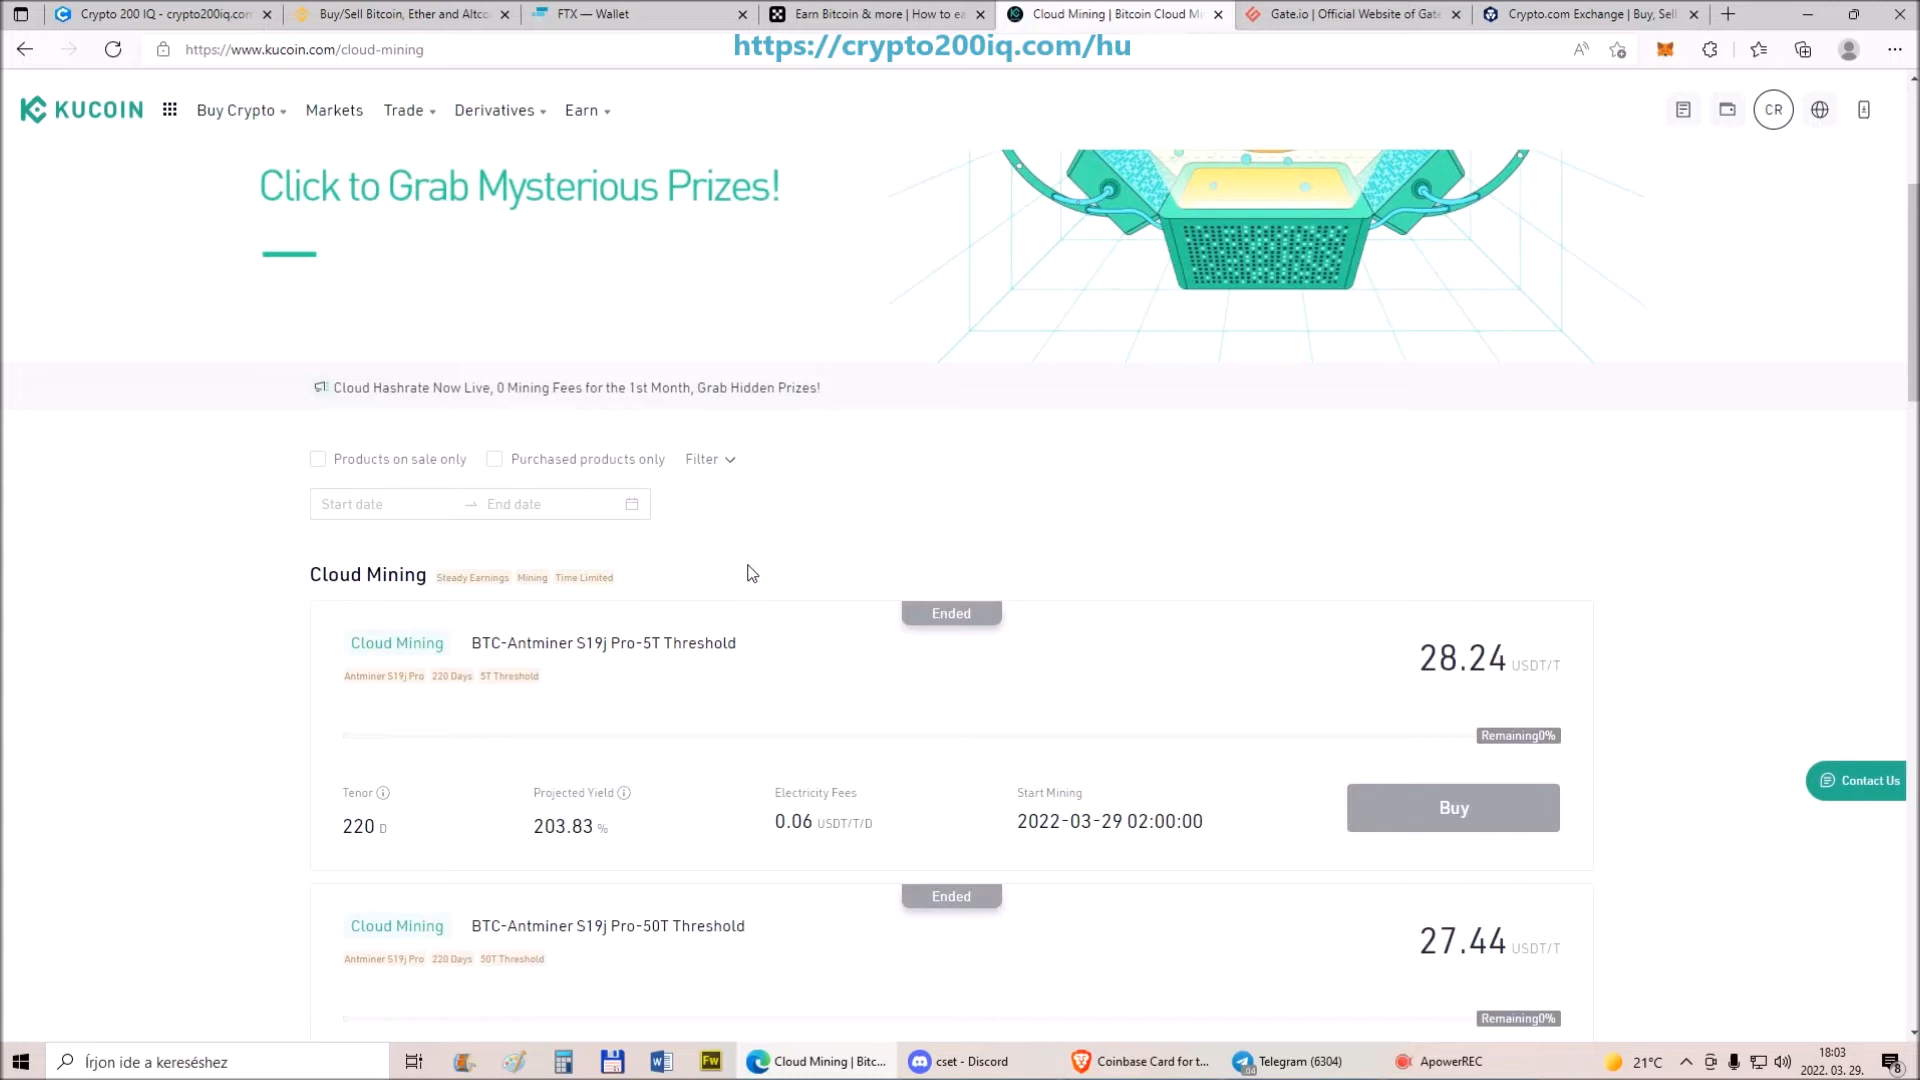 Crypto 200 IQ - crypto200iq.con
Buy/Sell Bitcoin, Ether and Altco
FTX — Wallet
Earn Bitcoin & more | How to ea
Cloud Mining | Bitcoin Cloud Mi
Gate.io | Official Website of Gate
Crypto.com Exchange | Buy, Sell
https://www.kucoin.com/cloud-mining
https://crypto200iq.com/hu
KUCOIN
Buy Crypto
Markets
Trade
Derivatives
Earn
CR
Click to Grab Mysterious Prizes!
Cloud Hashrate Now Live, 0 Mining Fees for the 1st Month, Grab Hidden Prizes!
Products on sale only
Purchased products only
Filter
Start date
End date
Cloud Mining
Steady Earnings Mining Time Limited
Ended
Cloud Mining
BTC-Antminer S19j Pro-5T Threshold
28.24 USDT/T
Antminer S19j Pro 220 Days 5T Threshold
Remaining0%
Tenor
Projected Yield
Electricity Fees
Start Mining
220 D
203.83 %
0.06 USDT/T/D
2022-03-29 02:00:00
Buy
Contact Us
Ended
Cloud Mining
BTC-Antminer S19j Pro-50T Threshold
27.44 USDT/T
Antminer S19j Pro 220 Days 50T Threshold
Remaining0%
Írjon ide a kereséshez
Fw
Cloud Mining | Bitc...
cset - Discord
Coinbase Card for t...
Telegram (6304)
ApowerREC
21°C
18:03
2022. 03. 29.
8